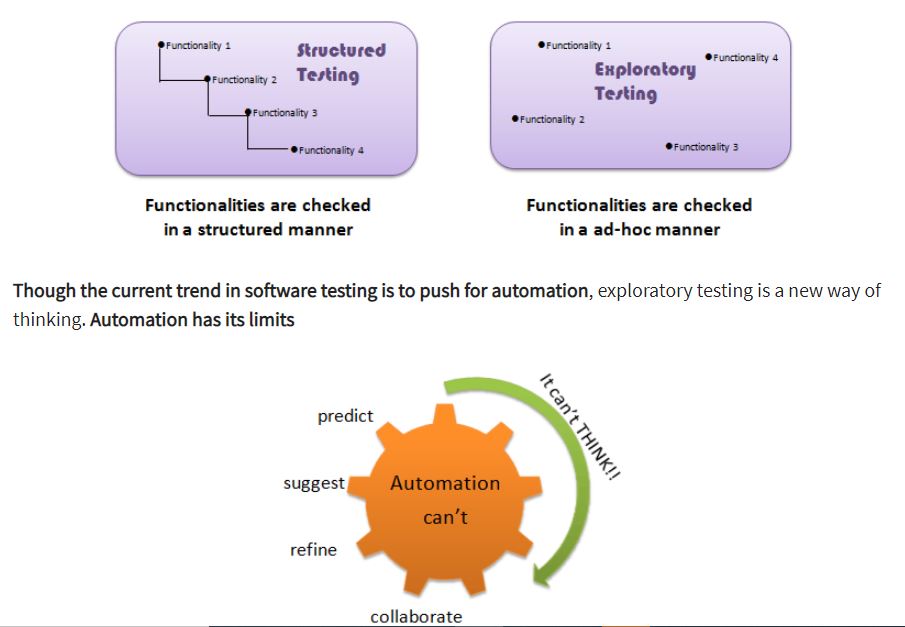 Functionality 1
Structured
Testing
Functionality 2
Functionality 3
Functionality 4
Functionalities are checked
in a structured manner
Functionality 1
Functionality 4
Exploratory
Testing
Functionality 2
Functionality 3
Functionalities are checked
in a ad-hoc manner
Though the current trend in software testing is to push for automation, exploratory testing is a new way of
thinking. Automation has its limits
It can't THINK!!
predict
suggest
Automation
can't
refine
collaborate